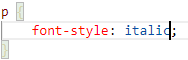 p {
    font-style: italic;
}